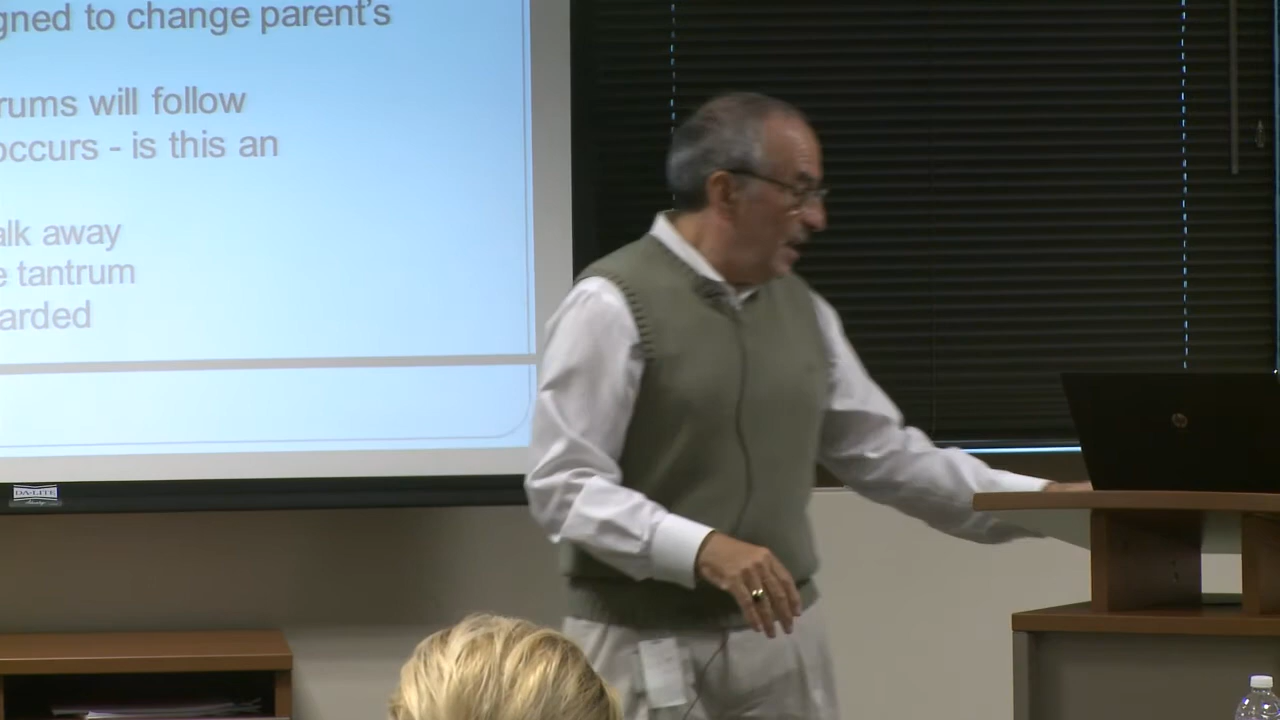 gned to change parent's
rums will follow
occurs - is this an
alk away
e tantrum
arded
DA-LITE